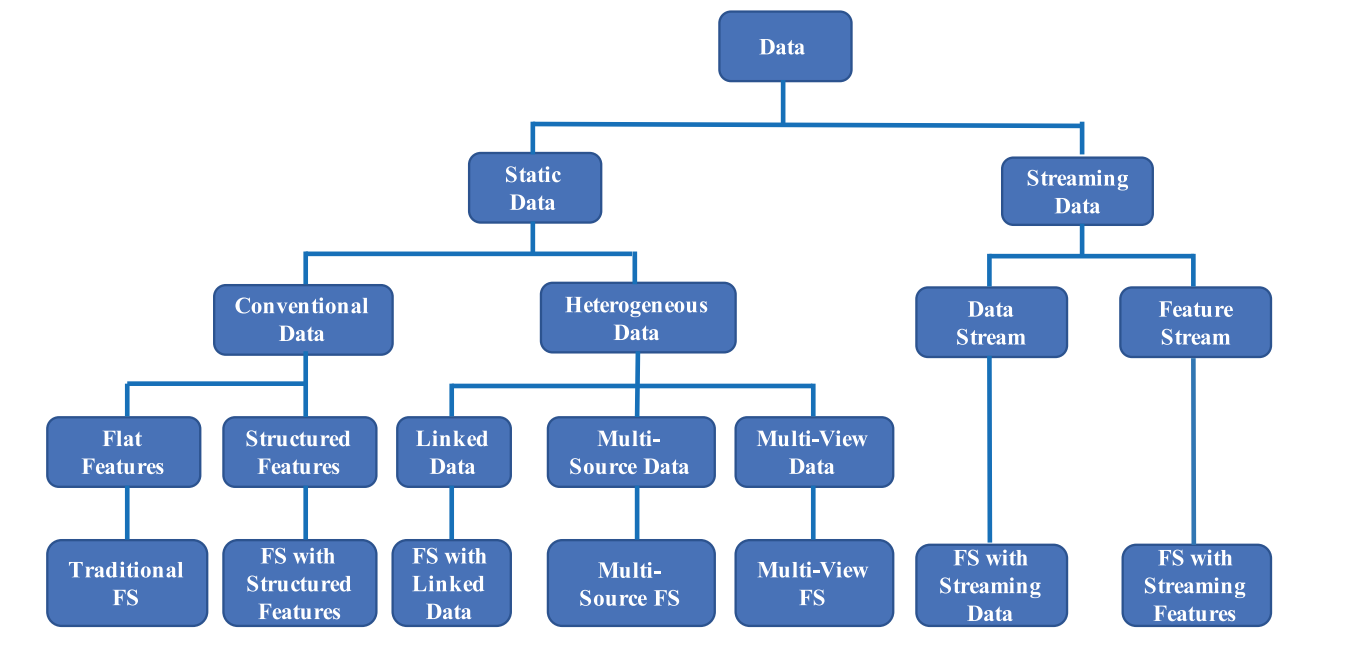 Data
Static
Data
Streaming
Data
Conventional
Data
Heterogeneous
Data
Data
Stream
Feature
Stream
Flat
Features
Structured
Features
Linked
Data
Multi-
Source Data
Multi-View
Data
Traditional
FS
FS with
Structured
Features
FS with
Linked
Data
Multi-
Source FS
Multi-View
FS
FS with
Streaming
Data
FS with
Streaming
Features